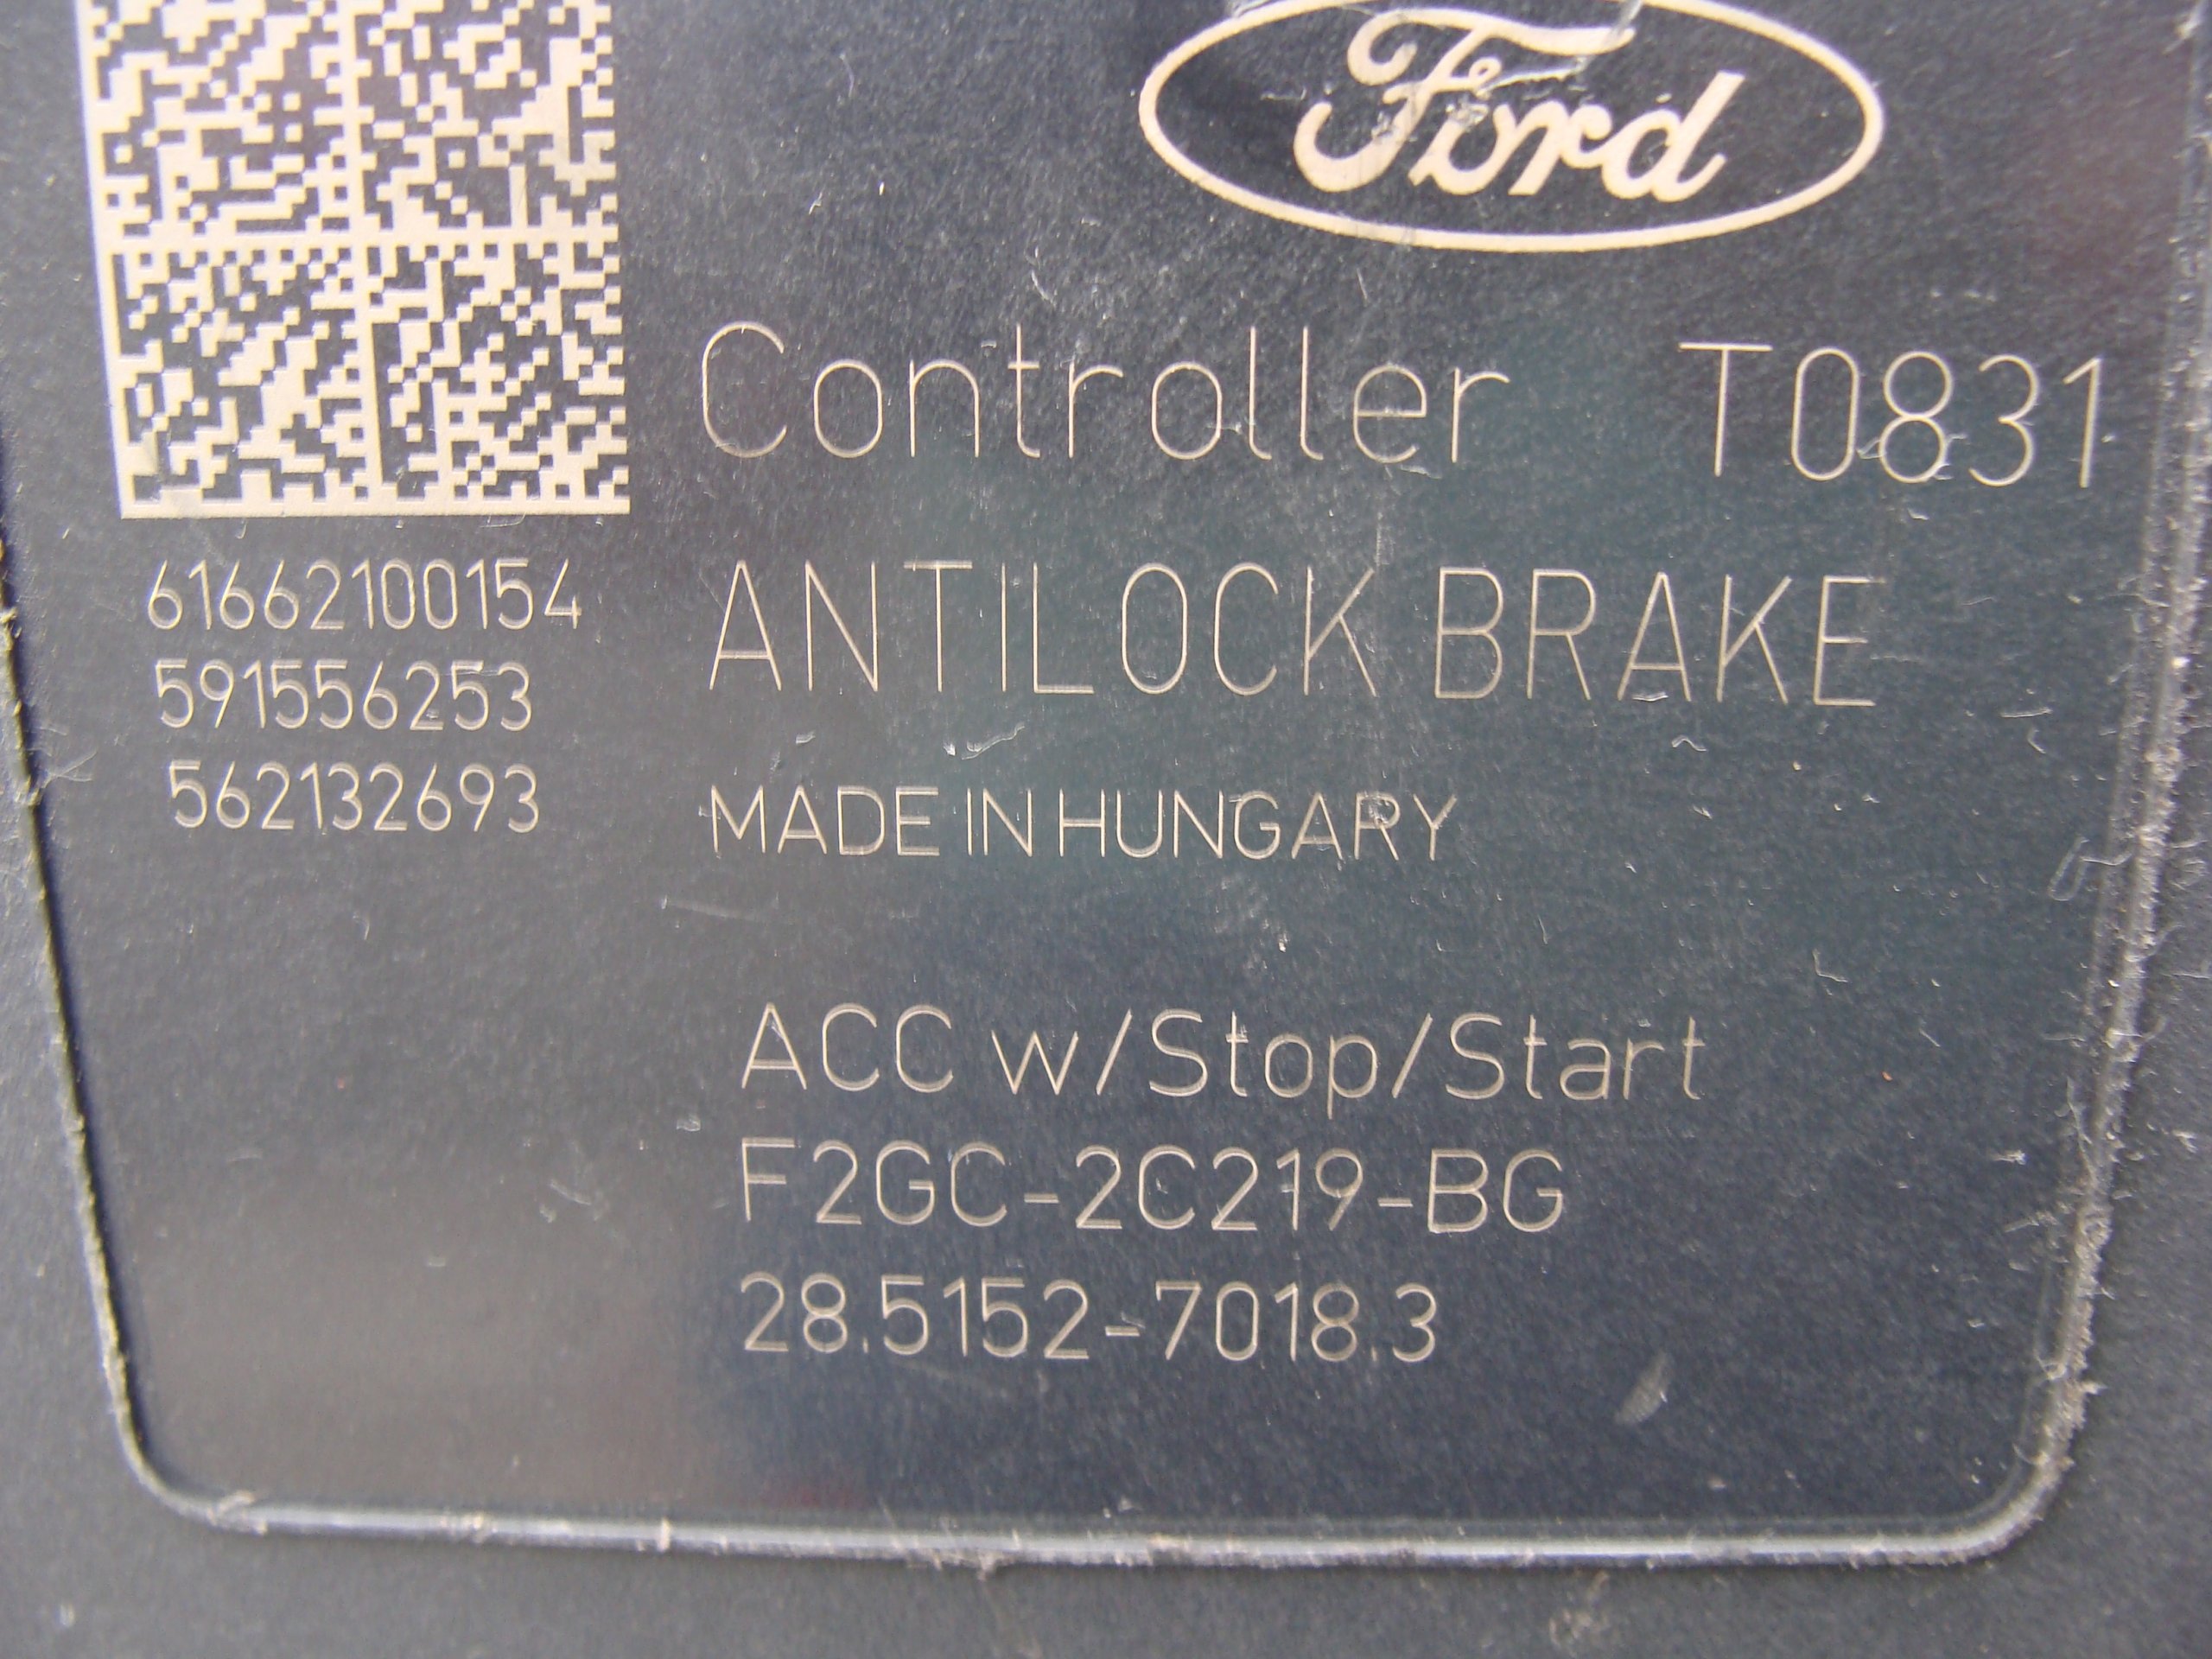 Ford
Controller T0831
61662100154
591556253
562132693
ANTILOCK BRAKE
MADE IN HUNGARY
ACC w/Stop/Start
F2GC-2C219-BG
28.5152-7018.3